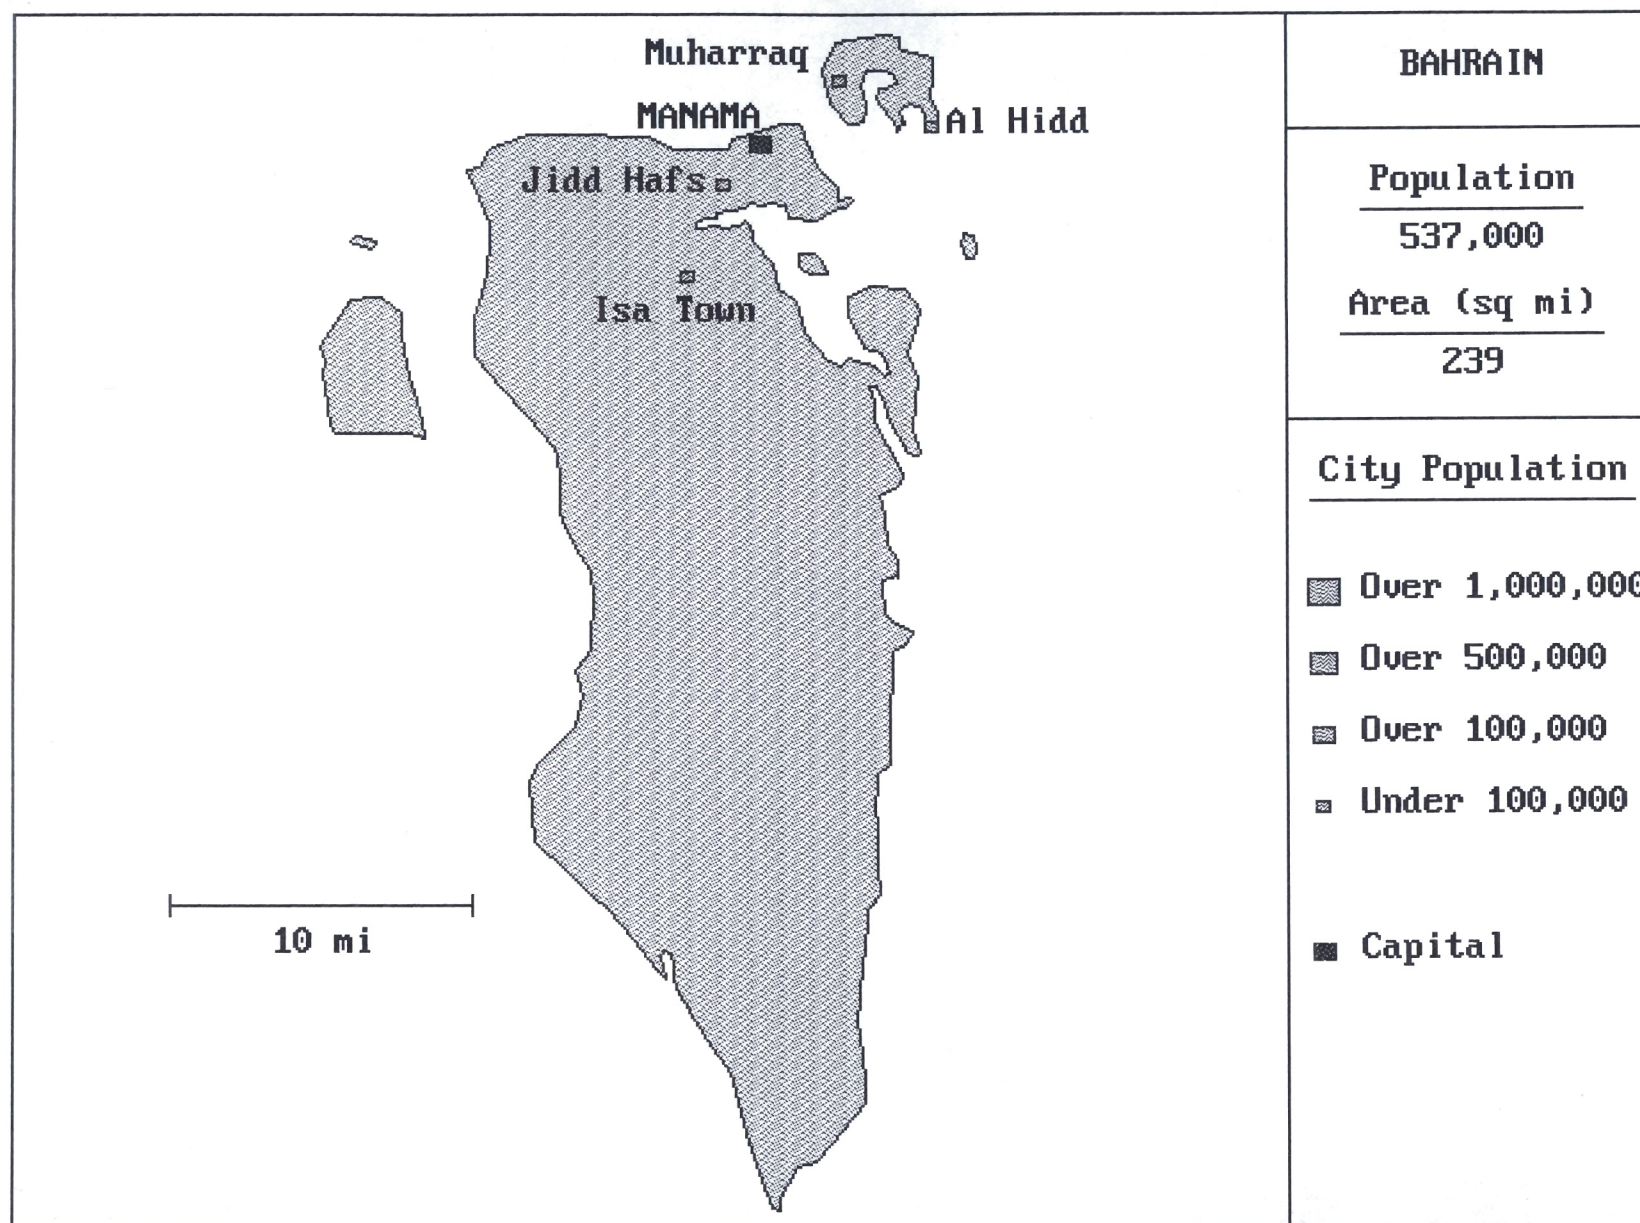 Muharraq
MANAMA
Al Hidd
Jidd Hafs
Isa Town
10 mi
BAHRAIN
Population
537,000
Area (sq mi)
239
City Population
Over 1,000,000
Over 500,000
Over 100,000
Under 100,000
Capital